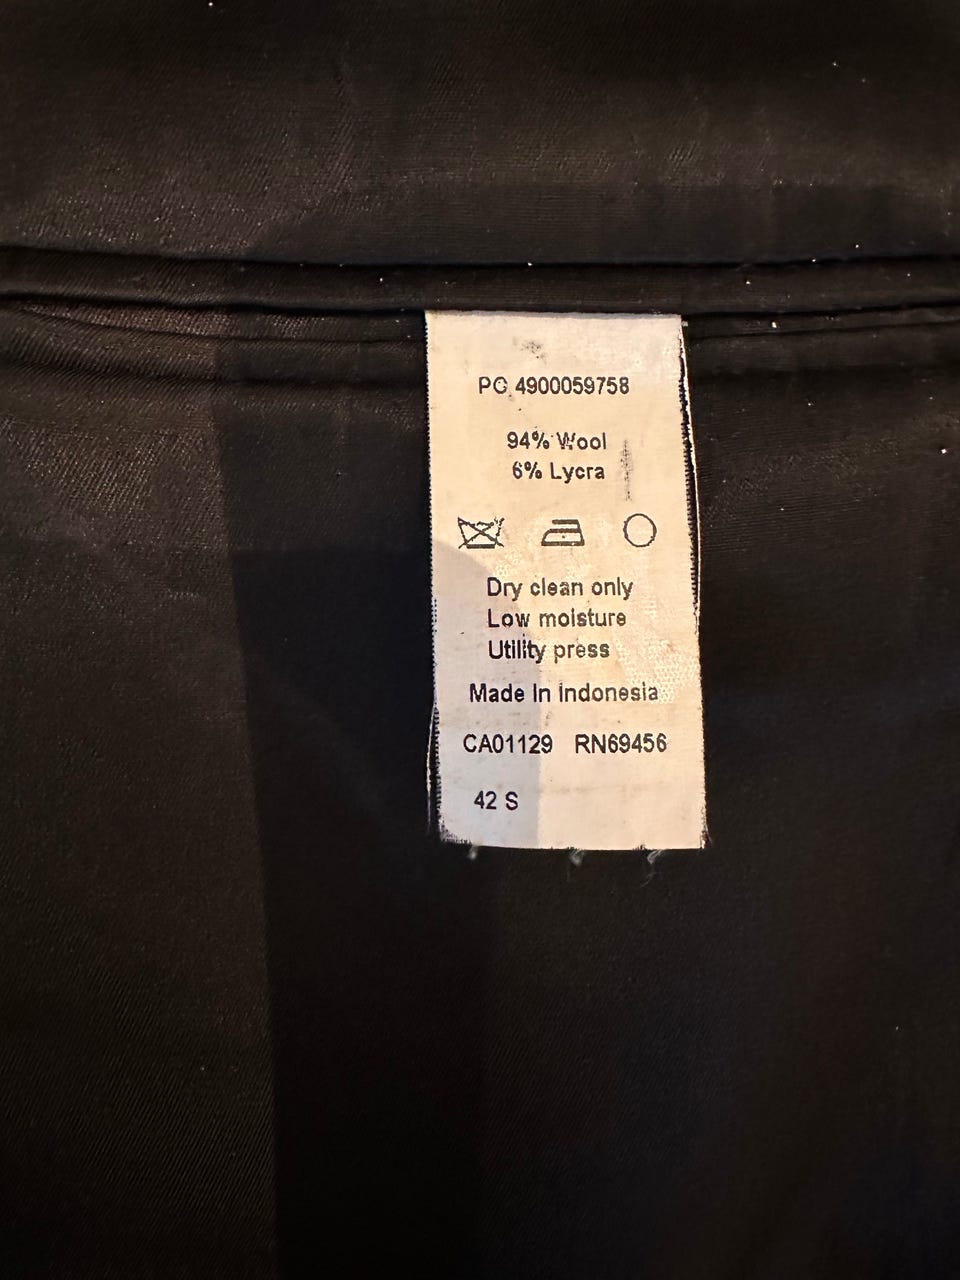 PC 4900059758
94% Wool
6% Lycra
Dry clean only
Low moisture
Utility press
Made In Indonesia
CA01129 RN69456
42 S